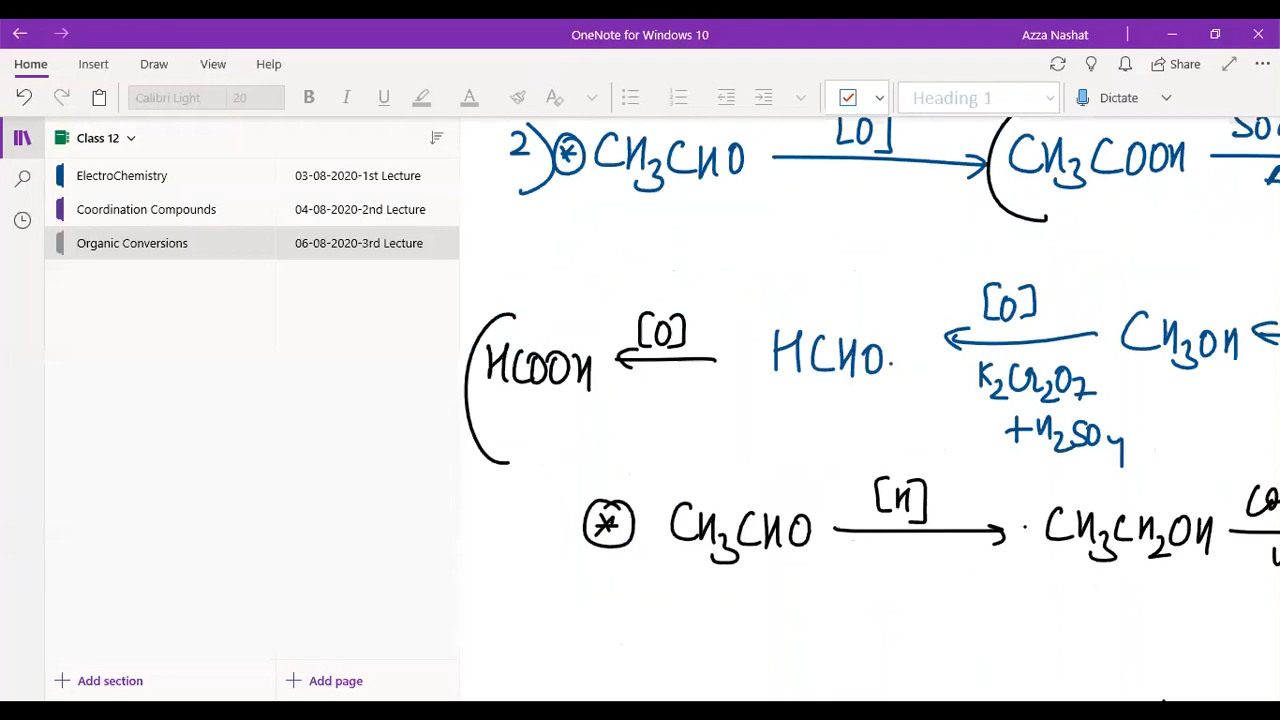 OneNote for Windows 10
Azza Nashat
Home Insert Draw View Help
Share
Calibri Light 20
B I U A
Heading 1
Dictate
Class 12
ElectroChemistry 03-08-2020-1st Lecture
Coordination Compounds 04-08-2020-2nd Lecture
Organic Conversions 06-08-2020-3rd Lecture
Add section Add page
[O]
2) * CH3CHO → (CH3COOH
[O] [O]
(HCOOH ← HCHO. ← CH3OH ←
K2Cr2O7
+H2SO4
[H]
* CH3CHO → · CH3CH2OH